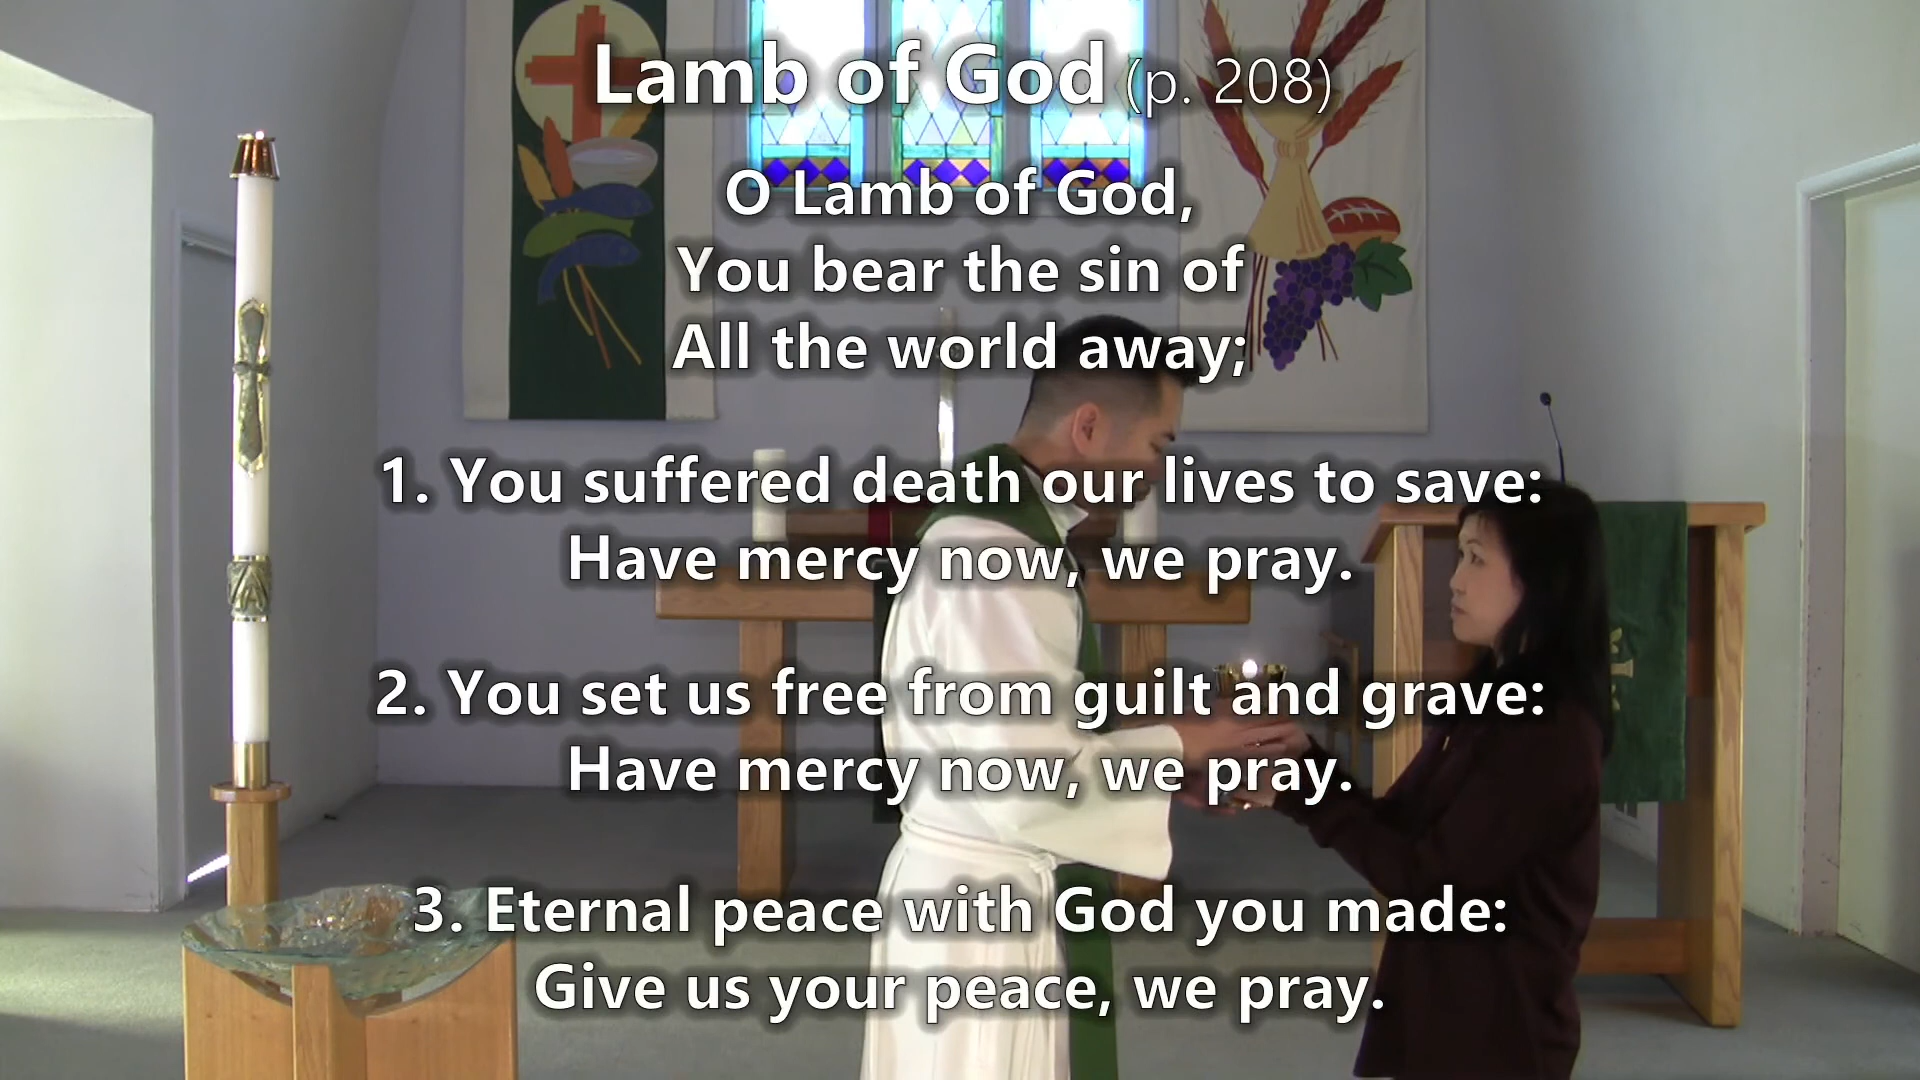 Lamb of God (p. 208)
O Lamb of God,
You bear the sin of
All the world away;
1. You suffered death our lives to save:
Have mercy now, we pray.
2. You set us free from guilt and grave:
Have mercy now, we pray.
3. Eternal peace with God you made:
Give us your peace, we pray.